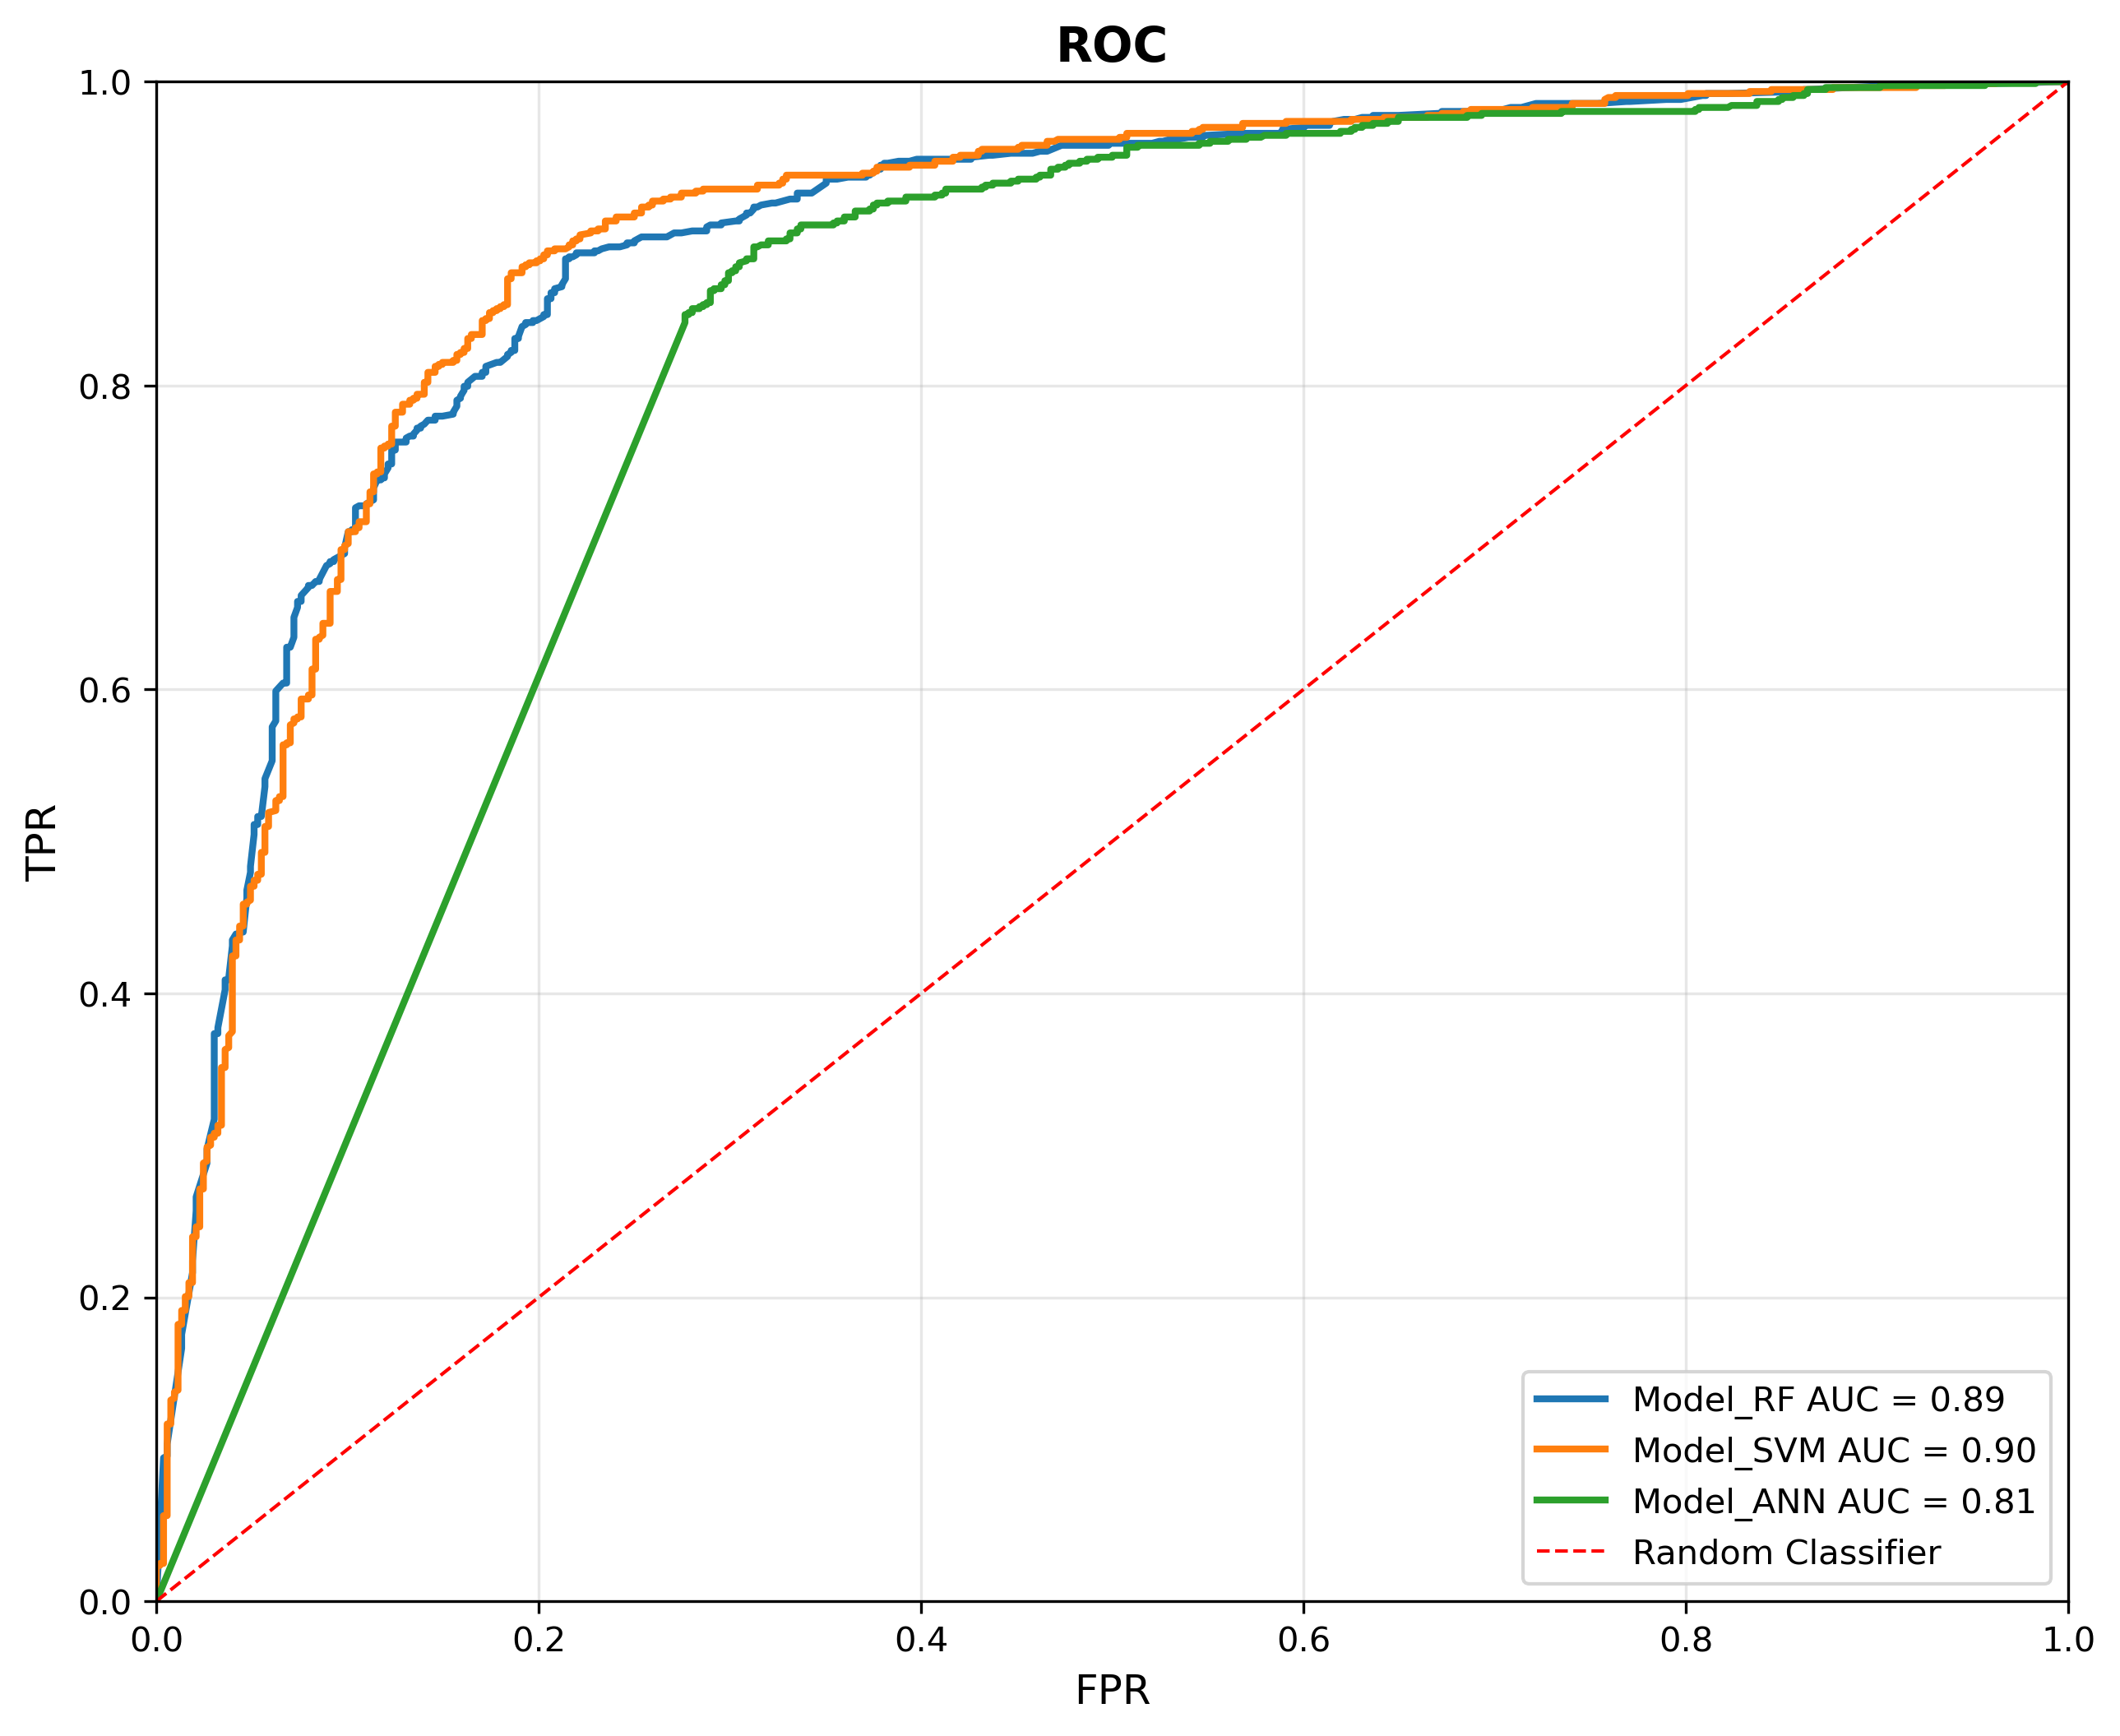 ROC
1.0
0.8
0.6
0.4
0.2
0.0
TPR
0.0 0.2 0.4 0.6 0.8 1.0
FPR
Model_RF AUC = 0.89
Model_SVM AUC = 0.90
Model_ANN AUC = 0.81
Random Classifier